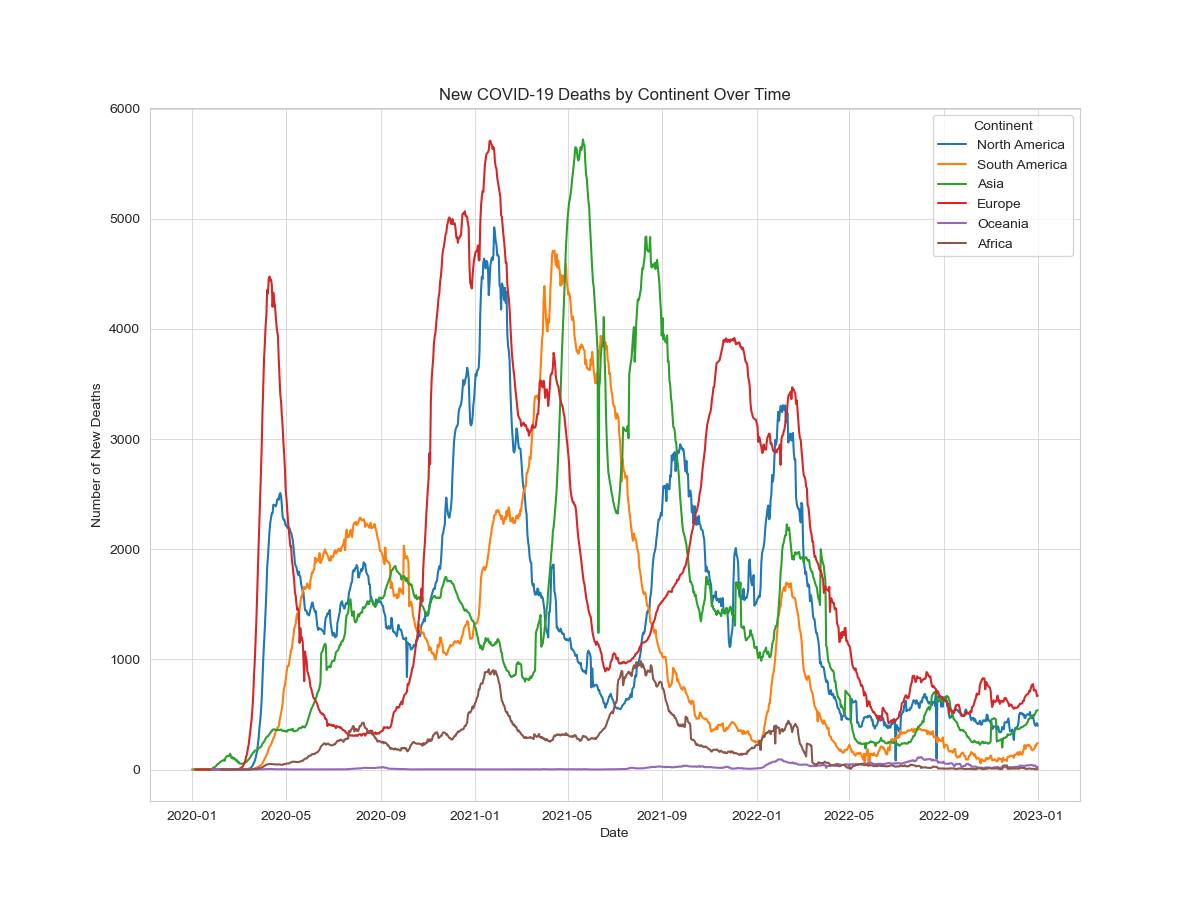 New COVID-19 Deaths by Continent Over Time
6000
5000
4000
3000
2000
1000
0
Number of New Deaths
Continent
North America
South America
Asia
Europe
Oceania
Africa
2020-01 2020-05 2020-09 2021-01 2021-05 2021-09 2022-01 2022-05 2022-09 2023-01
Date